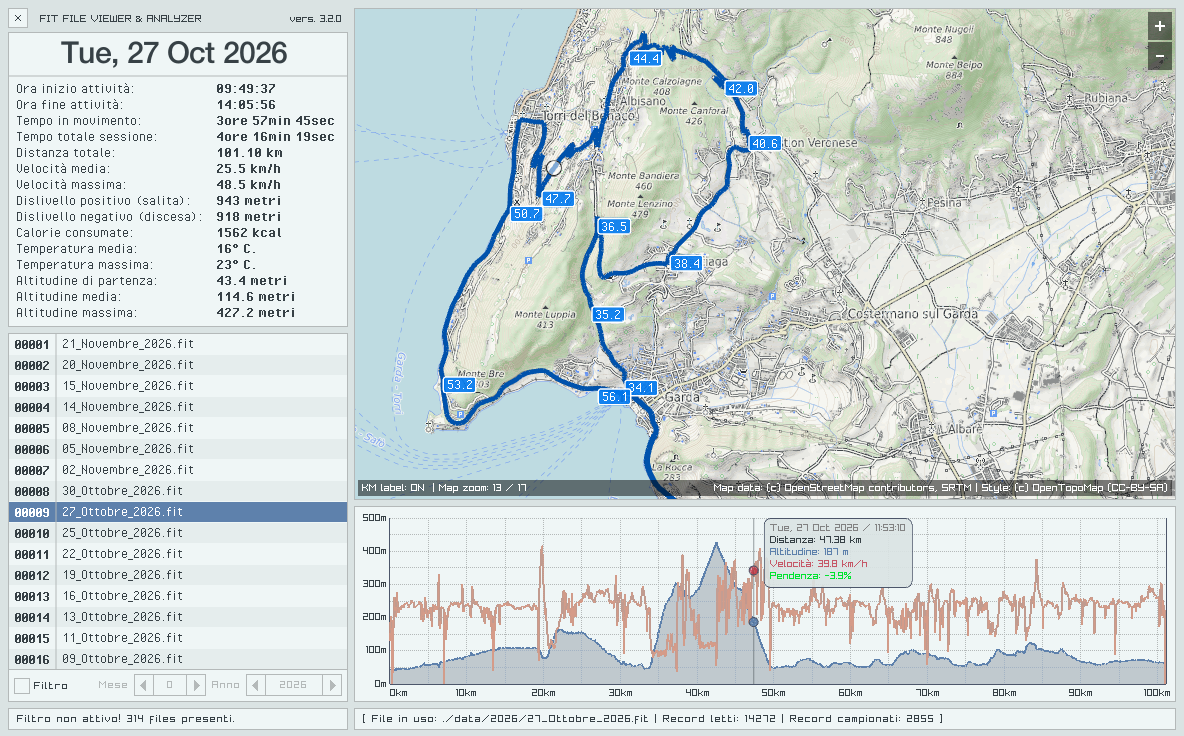 × FIT FILE VIEWER & ANALYZER vers. 3.2.0
Tue, 27 Oct 2026
Ora inizio attività: 09:49:37
Ora fine attività: 14:05:56
Tempo in movimento: 3ore 57min 45sec
Tempo totale sessione: 4ore 16min 19sec
Distanza totale: 101.10 km
Velocità media: 25.5 km/h
Velocità massima: 48.5 km/h
Dislivello positivo (salita): 943 metri
Dislivello negativo (discesa): 918 metri
Calorie consumate: 1562 kcal
Temperatura media: 16° C.
Temperatura massima: 23° C.
Altitudine di partenza: 43.4 metri
Altitudine media: 114.6 metri
Altitudine massima: 427.2 metri
00001 21_Novembre_2026.fit
00002 20_Novembre_2026.fit
00003 15_Novembre_2026.fit
00004 14_Novembre_2026.fit
00005 08_Novembre_2026.fit
00006 05_Novembre_2026.fit
00007 02_Novembre_2026.fit
00008 30_Ottobre_2026.fit
00009 27_Ottobre_2026.fit
00010 25_Ottobre_2026.fit
00011 22_Ottobre_2026.fit
00012 19_Ottobre_2026.fit
00013 16_Ottobre_2026.fit
00014 13_Ottobre_2026.fit
00015 11_Ottobre_2026.fit
00016 09_Ottobre_2026.fit
Filtro Mese 0 Anno 2026
Filtro non attivo! 314 files presenti.
+
-
Monte Nugoli
848
Monte Belpo
884
44.4
Monte Calzolagne
408
42.0
Albisano
Rubiana
Monte Canforal
426
Torri del Benaco
40.6
on Veronese
Monte Bandiera
460
47.7
Monte Lenzino
479
Pesina
50.7
36.5
38.4
iaga
Monte Luppia
413
35.2
Costermano sul Garda
Garda - Torri
Monte Bre
303
53.2
34.1
56.1
Garda
Albarè
La Rocca
283
KM label: ON | Map zoom: 13 / 17
Map data: (c) OpenStreetMap contributors, SRTM | Style: (c) OpenTopoMap (CC-BY-SA)
500m
400m
300m
200m
100m
0m
Tue, 27 Oct 2026 / 11:53:10
Distanza: 47.38 km
Altitudine: 187 m
Velocità: 39.8 km/h
Pendenza: -3.9%
0km 10km 20km 30km 40km 50km 60km 70km 80km 90km 100km
[ File in uso: ./data/2026/27_Ottobre_2026.fit | Record letti: 14272 | Record campionati: 2855 ]